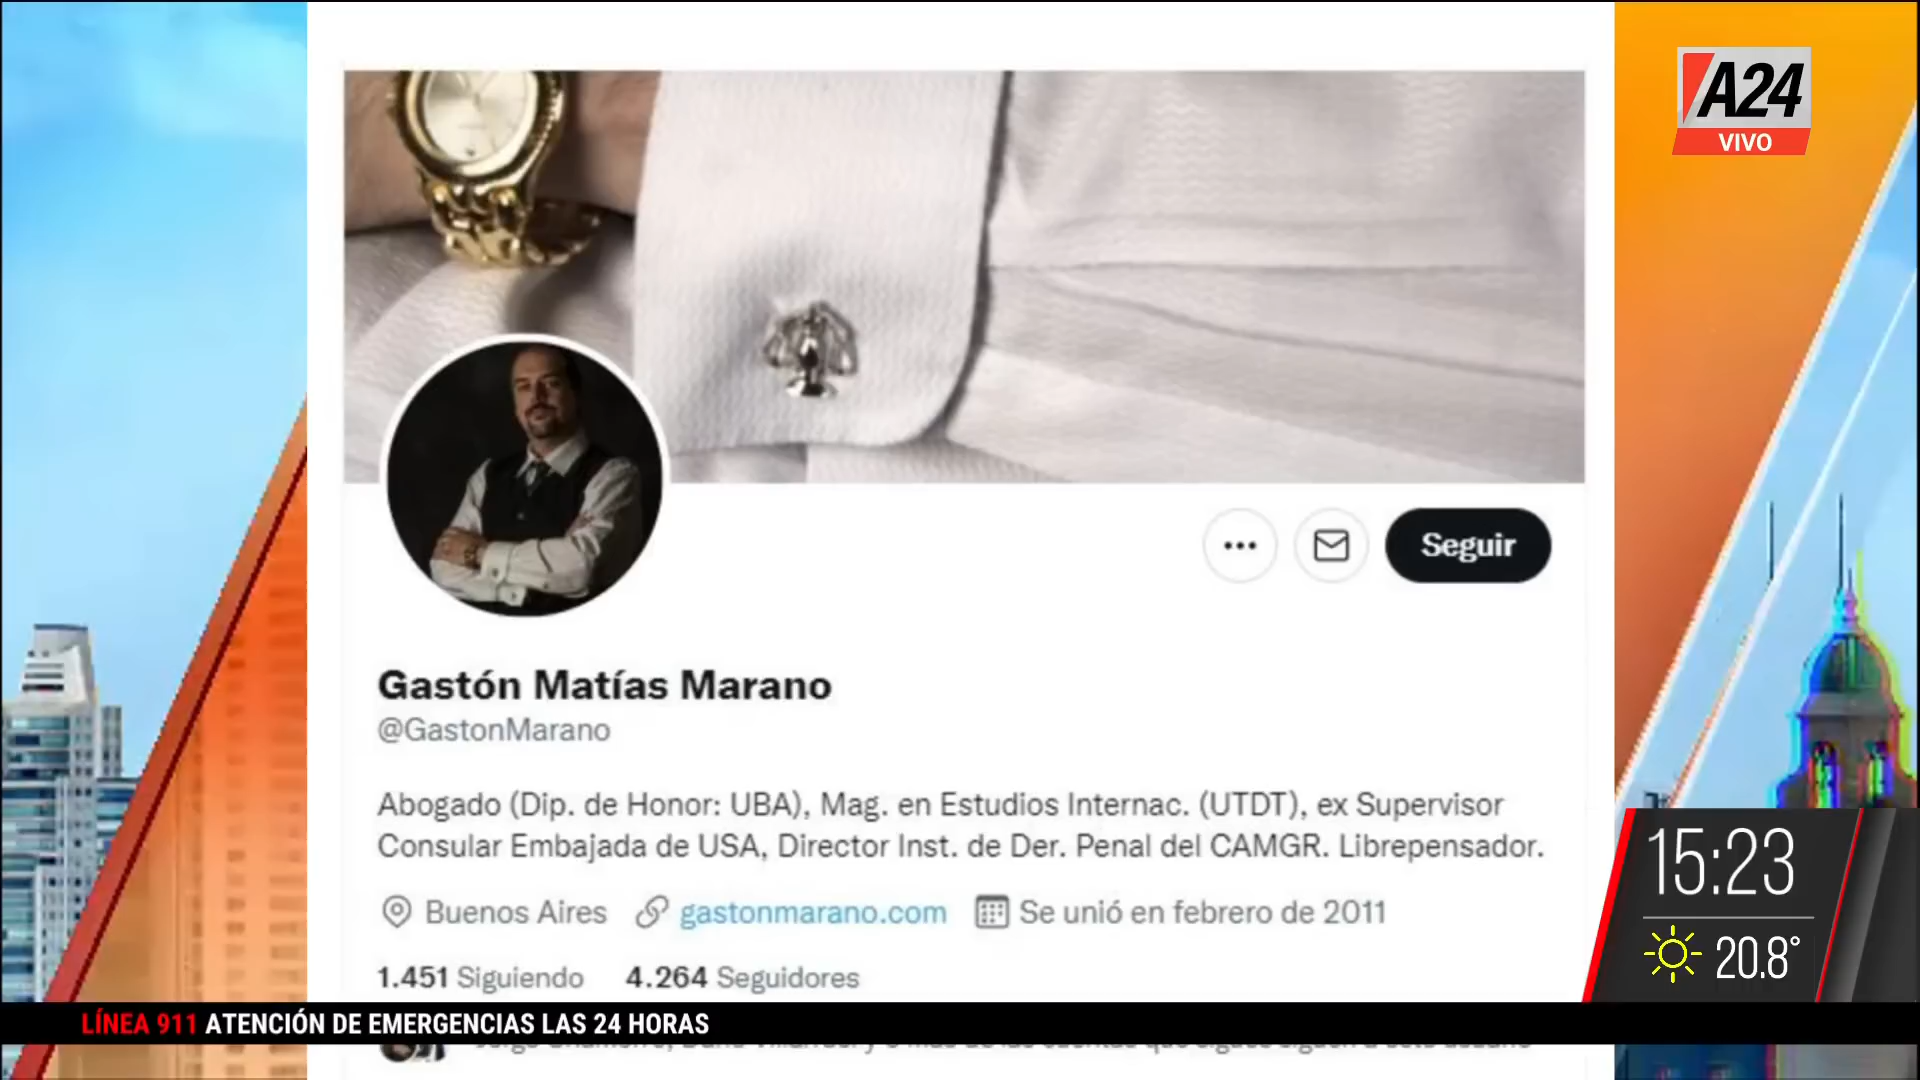 A24
VIVO
Seguir
Gastón Matías Marano
@GastonMarano
Abogado (Dip. de Honor: UBA), Mag. en Estudios Internac. (UTDT), ex Supervisor
Consular Embajada de USA, Director Inst. de Der. Penal del CAMGR. Librepensador.
Buenos Aires gastonmarano.com Se unió en febrero de 2011
1.451 Siguiendo 4.264 Seguidores
15:23
20.8°
LÍNEA 911 ATENCIÓN DE EMERGENCIAS LAS 24 HORAS